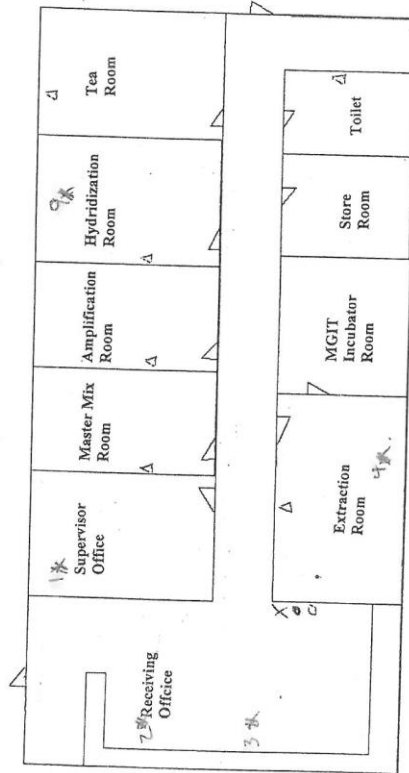 Tea
Room
Hydridization
Room
Amplification
Room
Master Mix
Room
Supervisor
Office
Receiving
Offcice
Toilet
Store
Room
MGIT
Incubator
Room
Extraction
Room